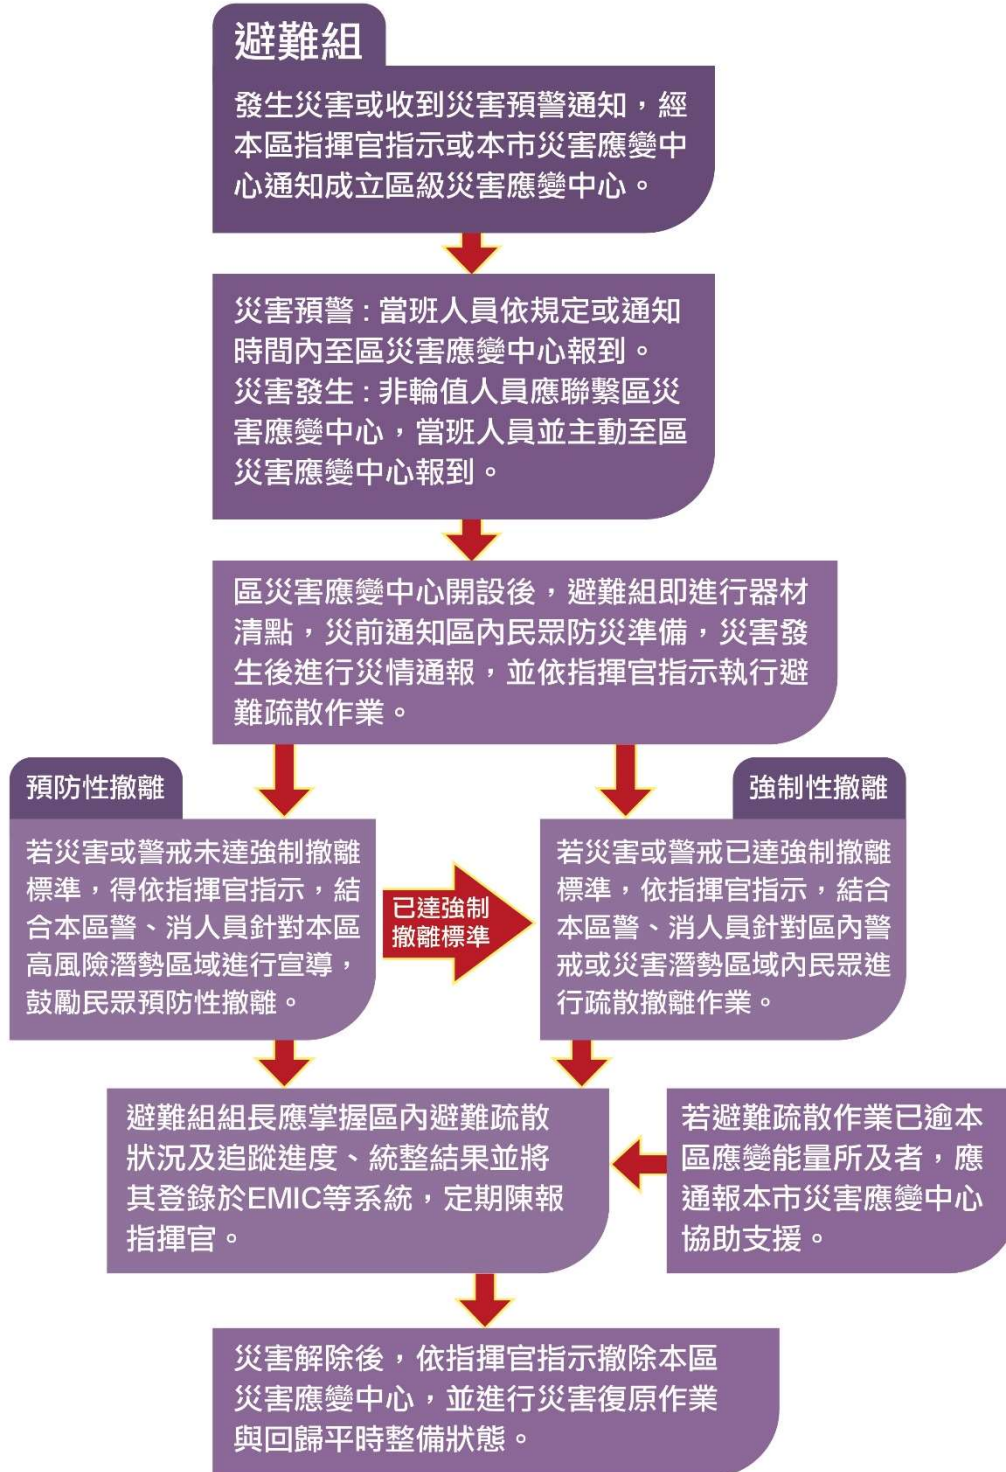 避難組
發生災害或收到災害預警通知，經
本區指揮官指示或本市災害應變中
心通知成立區級災害應變中心。
災害預警：當班人員依規定或通知
時間內至區災害應變中心報到。
災害發生：非輪值人員應聯繫區災
害應變中心，當班人員並主動至區
災害應變中心報到。
區災害應變中心開設後，避難組即進行器材
清點，災前通知區內民眾防災準備，災害發
生後進行災情通報，並依指揮官指示執行避
難疏散作業。
預防性撤離
若災害或警戒未達強制撤離
標準，得依指揮官指示，結
合本區警、消人員針對本區
高風險潛勢區域進行宣導，
鼓勵民眾預防性撤離。
已達強制
撤離標準
強制性撤離
若災害或警戒已達強制撤離
標準，依指揮官指示，結合
本區警、消人員針對區內警
戒或災害潛勢區域內民眾進
行疏散撤離作業。
避難組組長應掌握區內避難疏散
狀況及追蹤進度、統整結果並將
其登錄於EMIC等系統，定期陳報
指揮官。
若避難疏散作業已逾本
區應變能量所及者，應
通報本市災害應變中心
協助支援。
災害解除後，依指揮官指示撤除本區
災害應變中心，並進行災害復原作業
與回歸平時整備狀態。